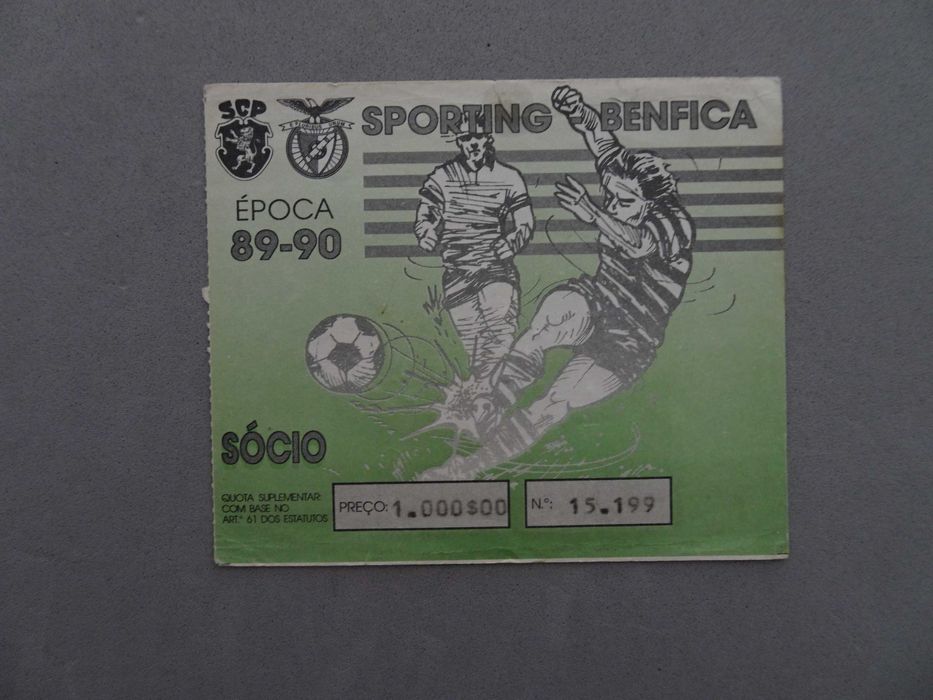 SCP
SPORTING - BENFICA
ÉPOCA
89-90
SÓCIO
QUOTA SUPLEMENTAR:
COM BASE NO
ART.º 61 DOS ESTATUTOS
PREÇO: 1.000$00
N.º: 15.199